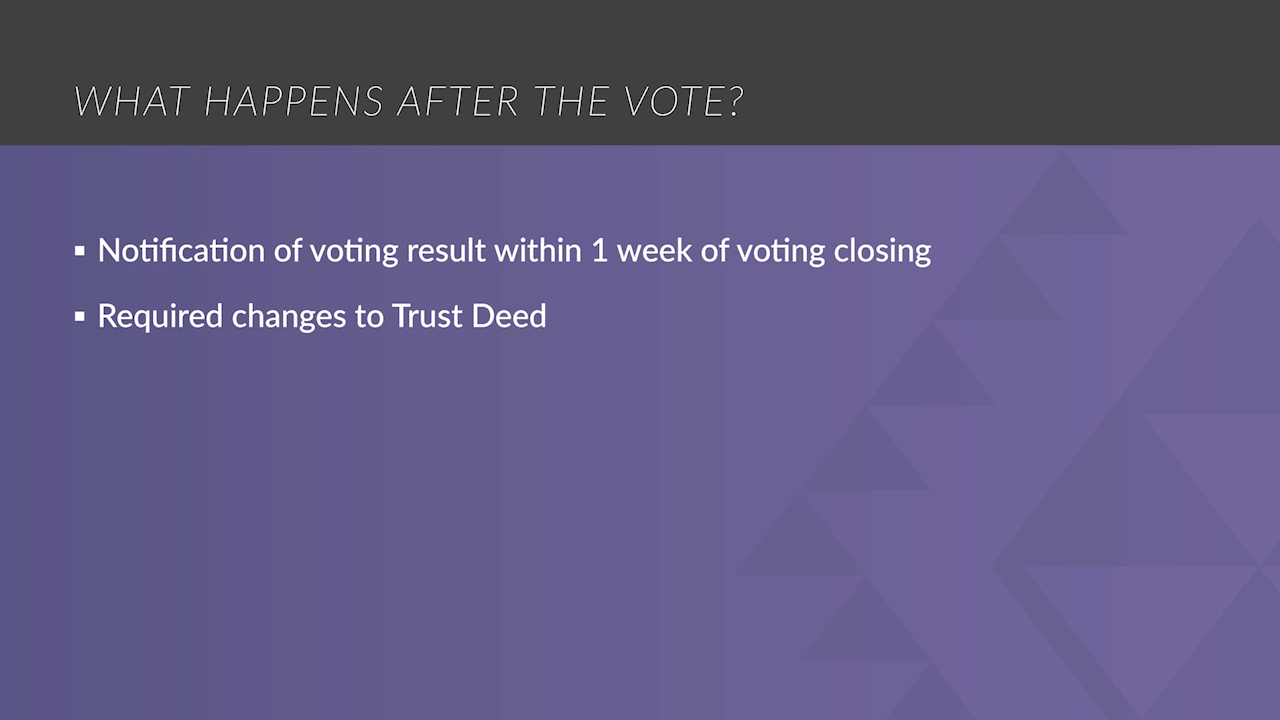 WHAT HAPPENS AFTER THE VOTE?
▪ Notification of voting result within 1 week of voting closing
▪ Required changes to Trust Deed